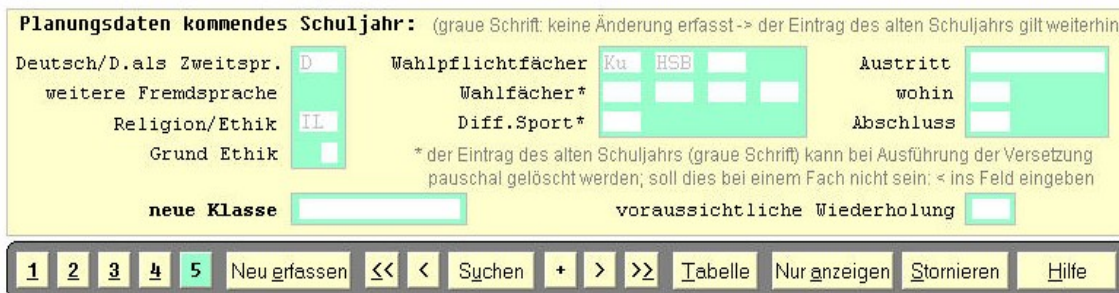 Planungsdaten kommendes Schuljahr: (graue Schrift: keine Änderung erfasst -> der Eintrag des alten Schuljahrs gilt weiterhin
Deutsch/D.als Zweitspr. D Wahlpflichtfächer Ku HSB Austritt
weitere Fremdsprache Wahlfächer* wohin
Religion/Ethik IL Diff.Sport* Abschluss
Grund Ethik * der Eintrag des alten Schuljahrs (graue Schrift) kann bei Ausführung der Versetzung
pauschal gelöscht werden; soll dies bei einem Fach nicht sein: < ins Feld eingeben
neue Klasse voraussichtliche Wiederholung
1 2 3 4 5 Neu erfassen << < Suchen + > >> Tabelle Nur anzeigen Stornieren Hilfe